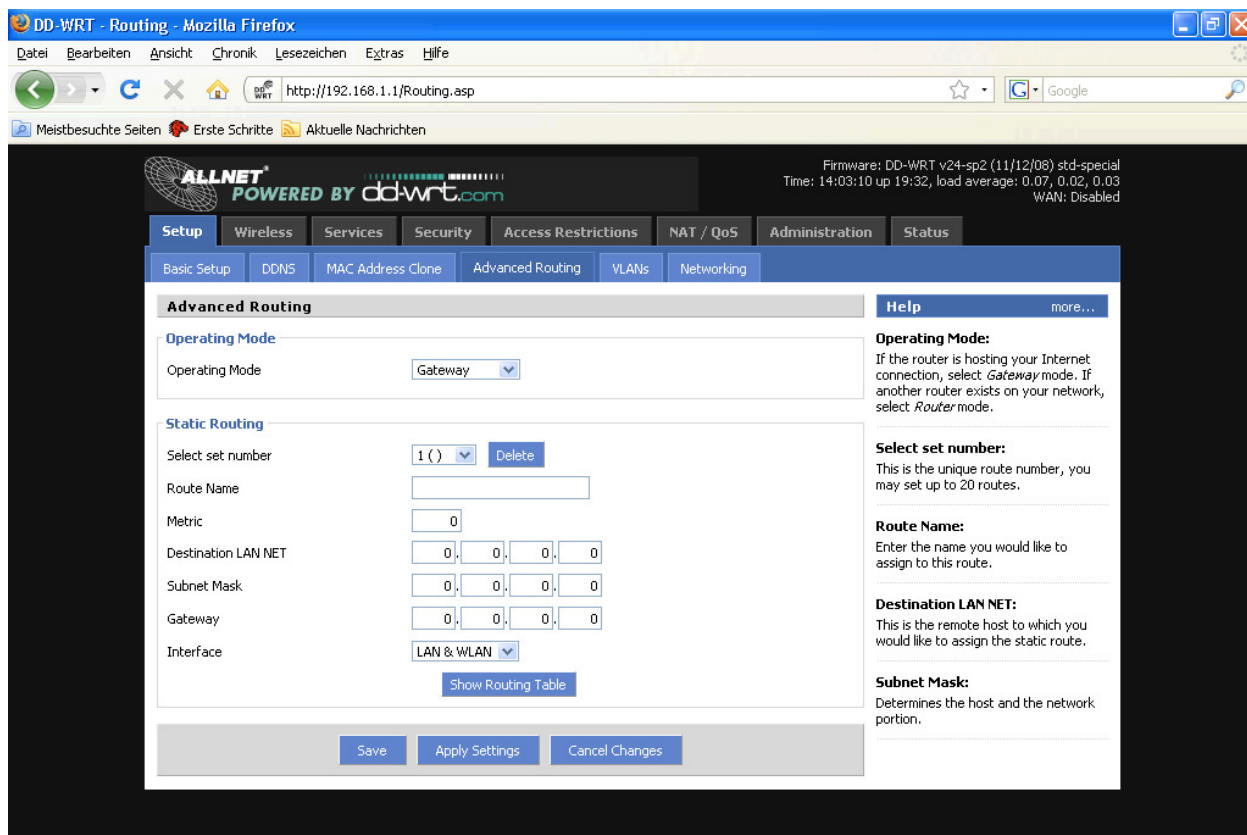 DD-WRT - Routing - Mozilla Firefox
Datei Bearbeiten Ansicht Chronik Lesezeichen Extras Hilfe
DD WRT http://192.168.1.1/Routing.asp G Google
Meistbesuchte Seiten Erste Schritte Aktuelle Nachrichten
ALLNET®
POWERED BY dd-wrt.com
Firmware: DD-WRT v24-sp2 (11/12/08) std-special
Time: 14:03:10 up 19:32, load average: 0.07, 0.02, 0.03
WAN: Disabled
Setup Wireless Services Security Access Restrictions NAT / QoS Administration Status
Basic Setup DDNS MAC Address Clone Advanced Routing VLANs Networking
Advanced Routing
Operating Mode
Operating Mode Gateway
Static Routing
Select set number 1 ( ) Delete
Route Name
Metric 0
Destination LAN NET 0. 0. 0. 0
Subnet Mask 0. 0. 0. 0
Gateway 0. 0. 0. 0
Interface LAN & WLAN
Show Routing Table
Save Apply Settings Cancel Changes
Help more...
Operating Mode:
If the router is hosting your Internet
connection, select Gateway mode. If
another router exists on your network,
select Router mode.
Select set number:
This is the unique route number, you
may set up to 20 routes.
Route Name:
Enter the name you would like to
assign to this route.
Destination LAN NET:
This is the remote host to which you
would like to assign the static route.
Subnet Mask:
Determines the host and the network
portion.